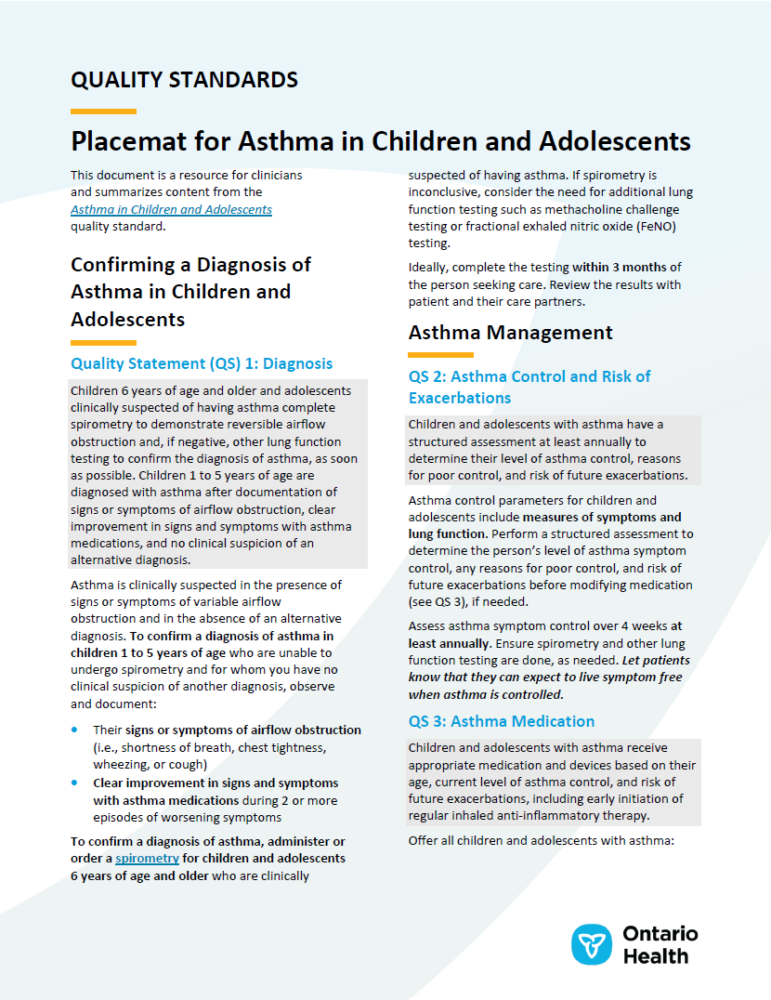 QUALITY STANDARDS
Placemat for Asthma in Children and Adolescents
This document is a resource for clinicians
and summarizes content from the
Asthma in Children and Adolescents
quality standard.
Confirming a Diagnosis of
Asthma in Children and
Adolescents
Quality Statement (QS) 1: Diagnosis
Children 6 years of age and older and adolescents
clinically suspected of having asthma complete
spirometry to demonstrate reversible airflow
obstruction and, if negative, other lung function
testing to confirm the diagnosis of asthma, as soon
as possible. Children 1 to 5 years of age are
diagnosed with asthma after documentation of
signs or symptoms of airflow obstruction, clear
improvement in signs and symptoms with asthma
medications, and no clinical suspicion of an
alternative diagnosis.
Asthma is clinically suspected in the presence of
signs or symptoms of variable airflow
obstruction and in the absence of an alternative
diagnosis. To confirm a diagnosis of asthma in
children 1 to 5 years of age who are unable to
undergo spirometry and for whom you have no
clinical suspicion of another diagnosis, observe
and document:
• Their signs or symptoms of airflow obstruction
(i.e., shortness of breath, chest tightness,
wheezing, or cough)
• Clear improvement in signs and symptoms
with asthma medications during 2 or more
episodes of worsening symptoms
To confirm a diagnosis of asthma, administer or
order a spirometry for children and adolescents
6 years of age and older who are clinically
suspected of having asthma. If spirometry is
inconclusive, consider the need for additional lung
function testing such as methacholine challenge
testing or fractional exhaled nitric oxide (FeNO)
testing.
Ideally, complete the testing within 3 months of
the person seeking care. Review the results with
patient and their care partners.
Asthma Management
QS 2: Asthma Control and Risk of
Exacerbations
Children and adolescents with asthma have a
structured assessment at least annually to
determine their level of asthma control, reasons
for poor control, and risk of future exacerbations.
Asthma control parameters for children and
adolescents include measures of symptoms and
lung function. Perform a structured assessment to
determine the person's level of asthma symptom
control, any reasons for poor control, and risk of
future exacerbations before modifying medication
(see QS 3), if needed.
Assess asthma symptom control over 4 weeks at
least annually. Ensure spirometry and other lung
function testing are done, as needed. Let patients
know that they can expect to live symptom free
when asthma is controlled.
QS 3: Asthma Medication
Children and adolescents with asthma receive
appropriate medication and devices based on their
age, current level of asthma control, and risk of
future exacerbations, including early initiation of
regular inhaled anti-inflammatory therapy.
Offer all children and adolescents with asthma:
Ontario
Health